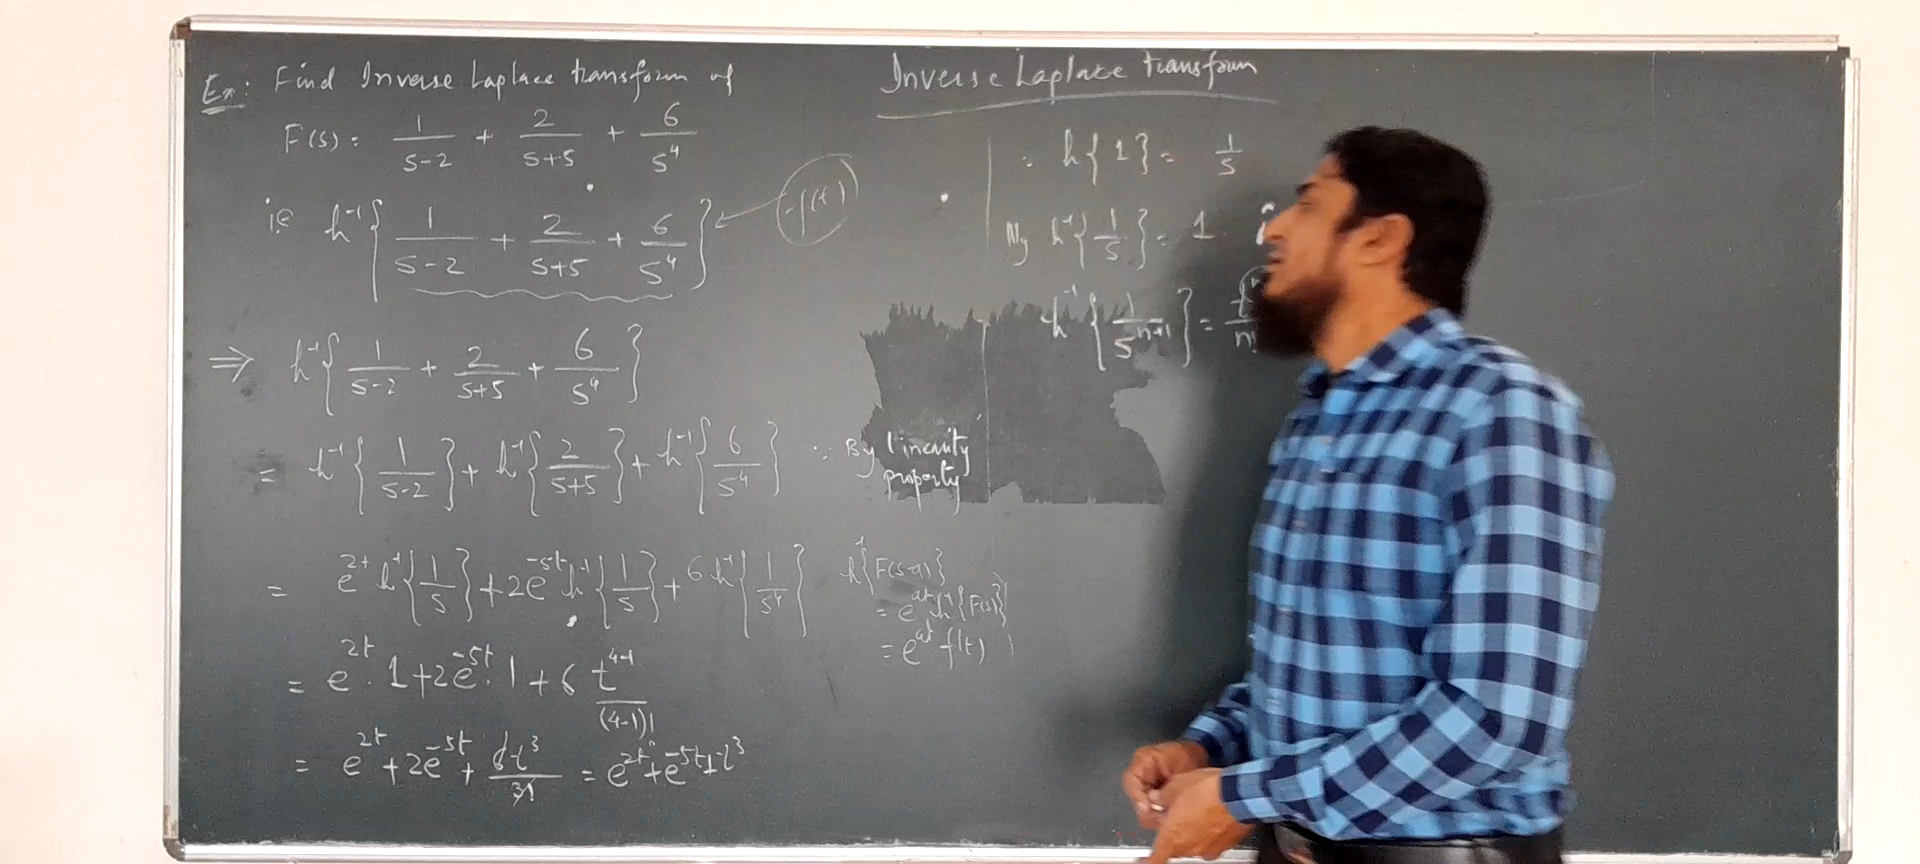 Ex: Find Inverse Laplace transform of
F(s) = 1/(s-2) + 2/(s+5) + 6/s⁴
ie L⁻¹{1/(s-2) + 2/(s+5) + 6/s⁴} ← f(t)
⇒ L⁻¹{1/(s-2) + 2/(s+5) + 6/s⁴}
= L⁻¹{1/(s-2)} + L⁻¹{2/(s+5)} + L⁻¹{6/s⁴} ∵ By linearity
property
= e²ᵗ L⁻¹{1/s} + 2e⁻⁵ᵗ L⁻¹{1/s} + 6 L⁻¹{1/s⁴}
= e²ᵗ · 1 + 2e⁻⁵ᵗ · 1 + 6 t⁴⁻¹/(4-1)!
= e²ᵗ + 2e⁻⁵ᵗ + 6t³/3! = e²ᵗ + e⁻⁵ᵗ + t³
L⁻¹{F(s-a)}
= eᵃᵗ L⁻¹{F(s)}
= eᵃᵗ f(t)
Inverse Laplace transform
∵ L{1} = 1/s
lly L⁻¹{1/s} = 1
L⁻¹{1/sⁿ⁺¹} = tⁿ/n!